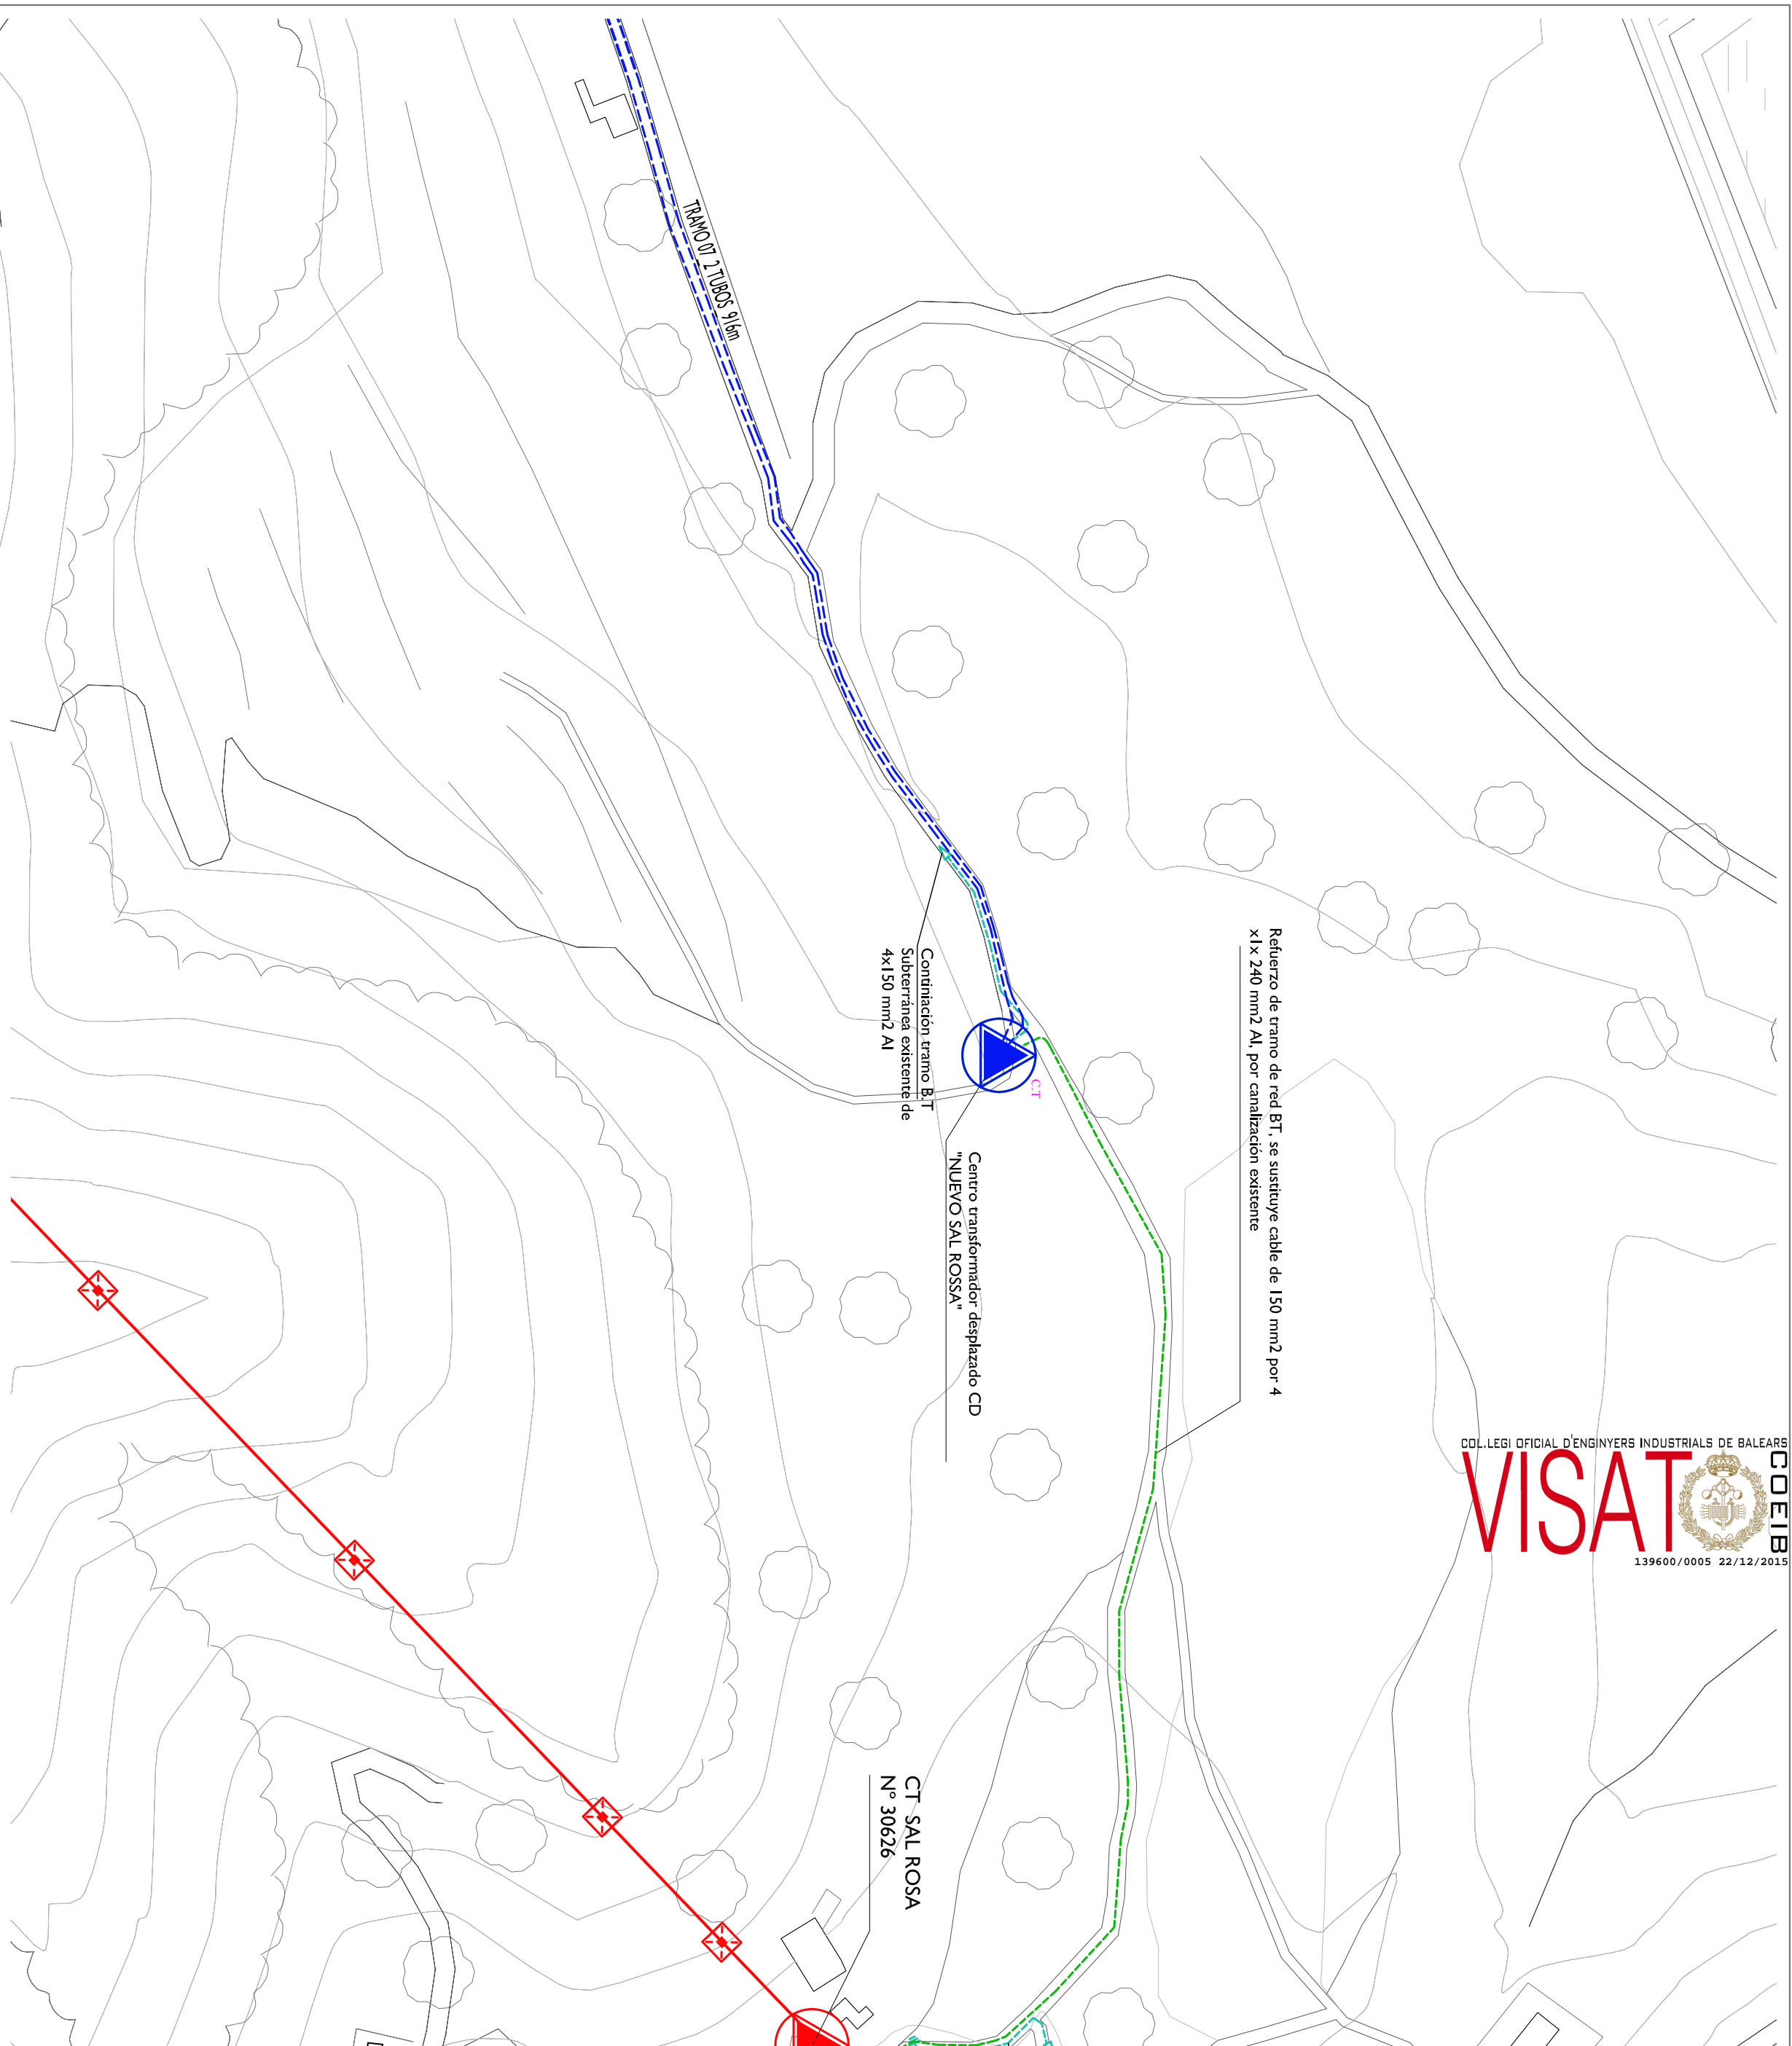 TRAMO 07 2 TUBOS 916m
Refuerzo de tramo de red BT, se sustituye cable de 150 mm2 por 4
x1x 240 mm2 Al, por canalización existente
Continiación tramo B.T
Subterránea existente de
4x150 mm2 Al
C.T
Centro transformador desplazado CD
"NUEVO SAL ROSSA"
COL.LEGI OFICIAL D'ENGINYERS INDUSTRIALS DE BALEARS
COEIB
VISAT
139600/0005 22/12/2015
CT SAL ROSA
Nº 30626